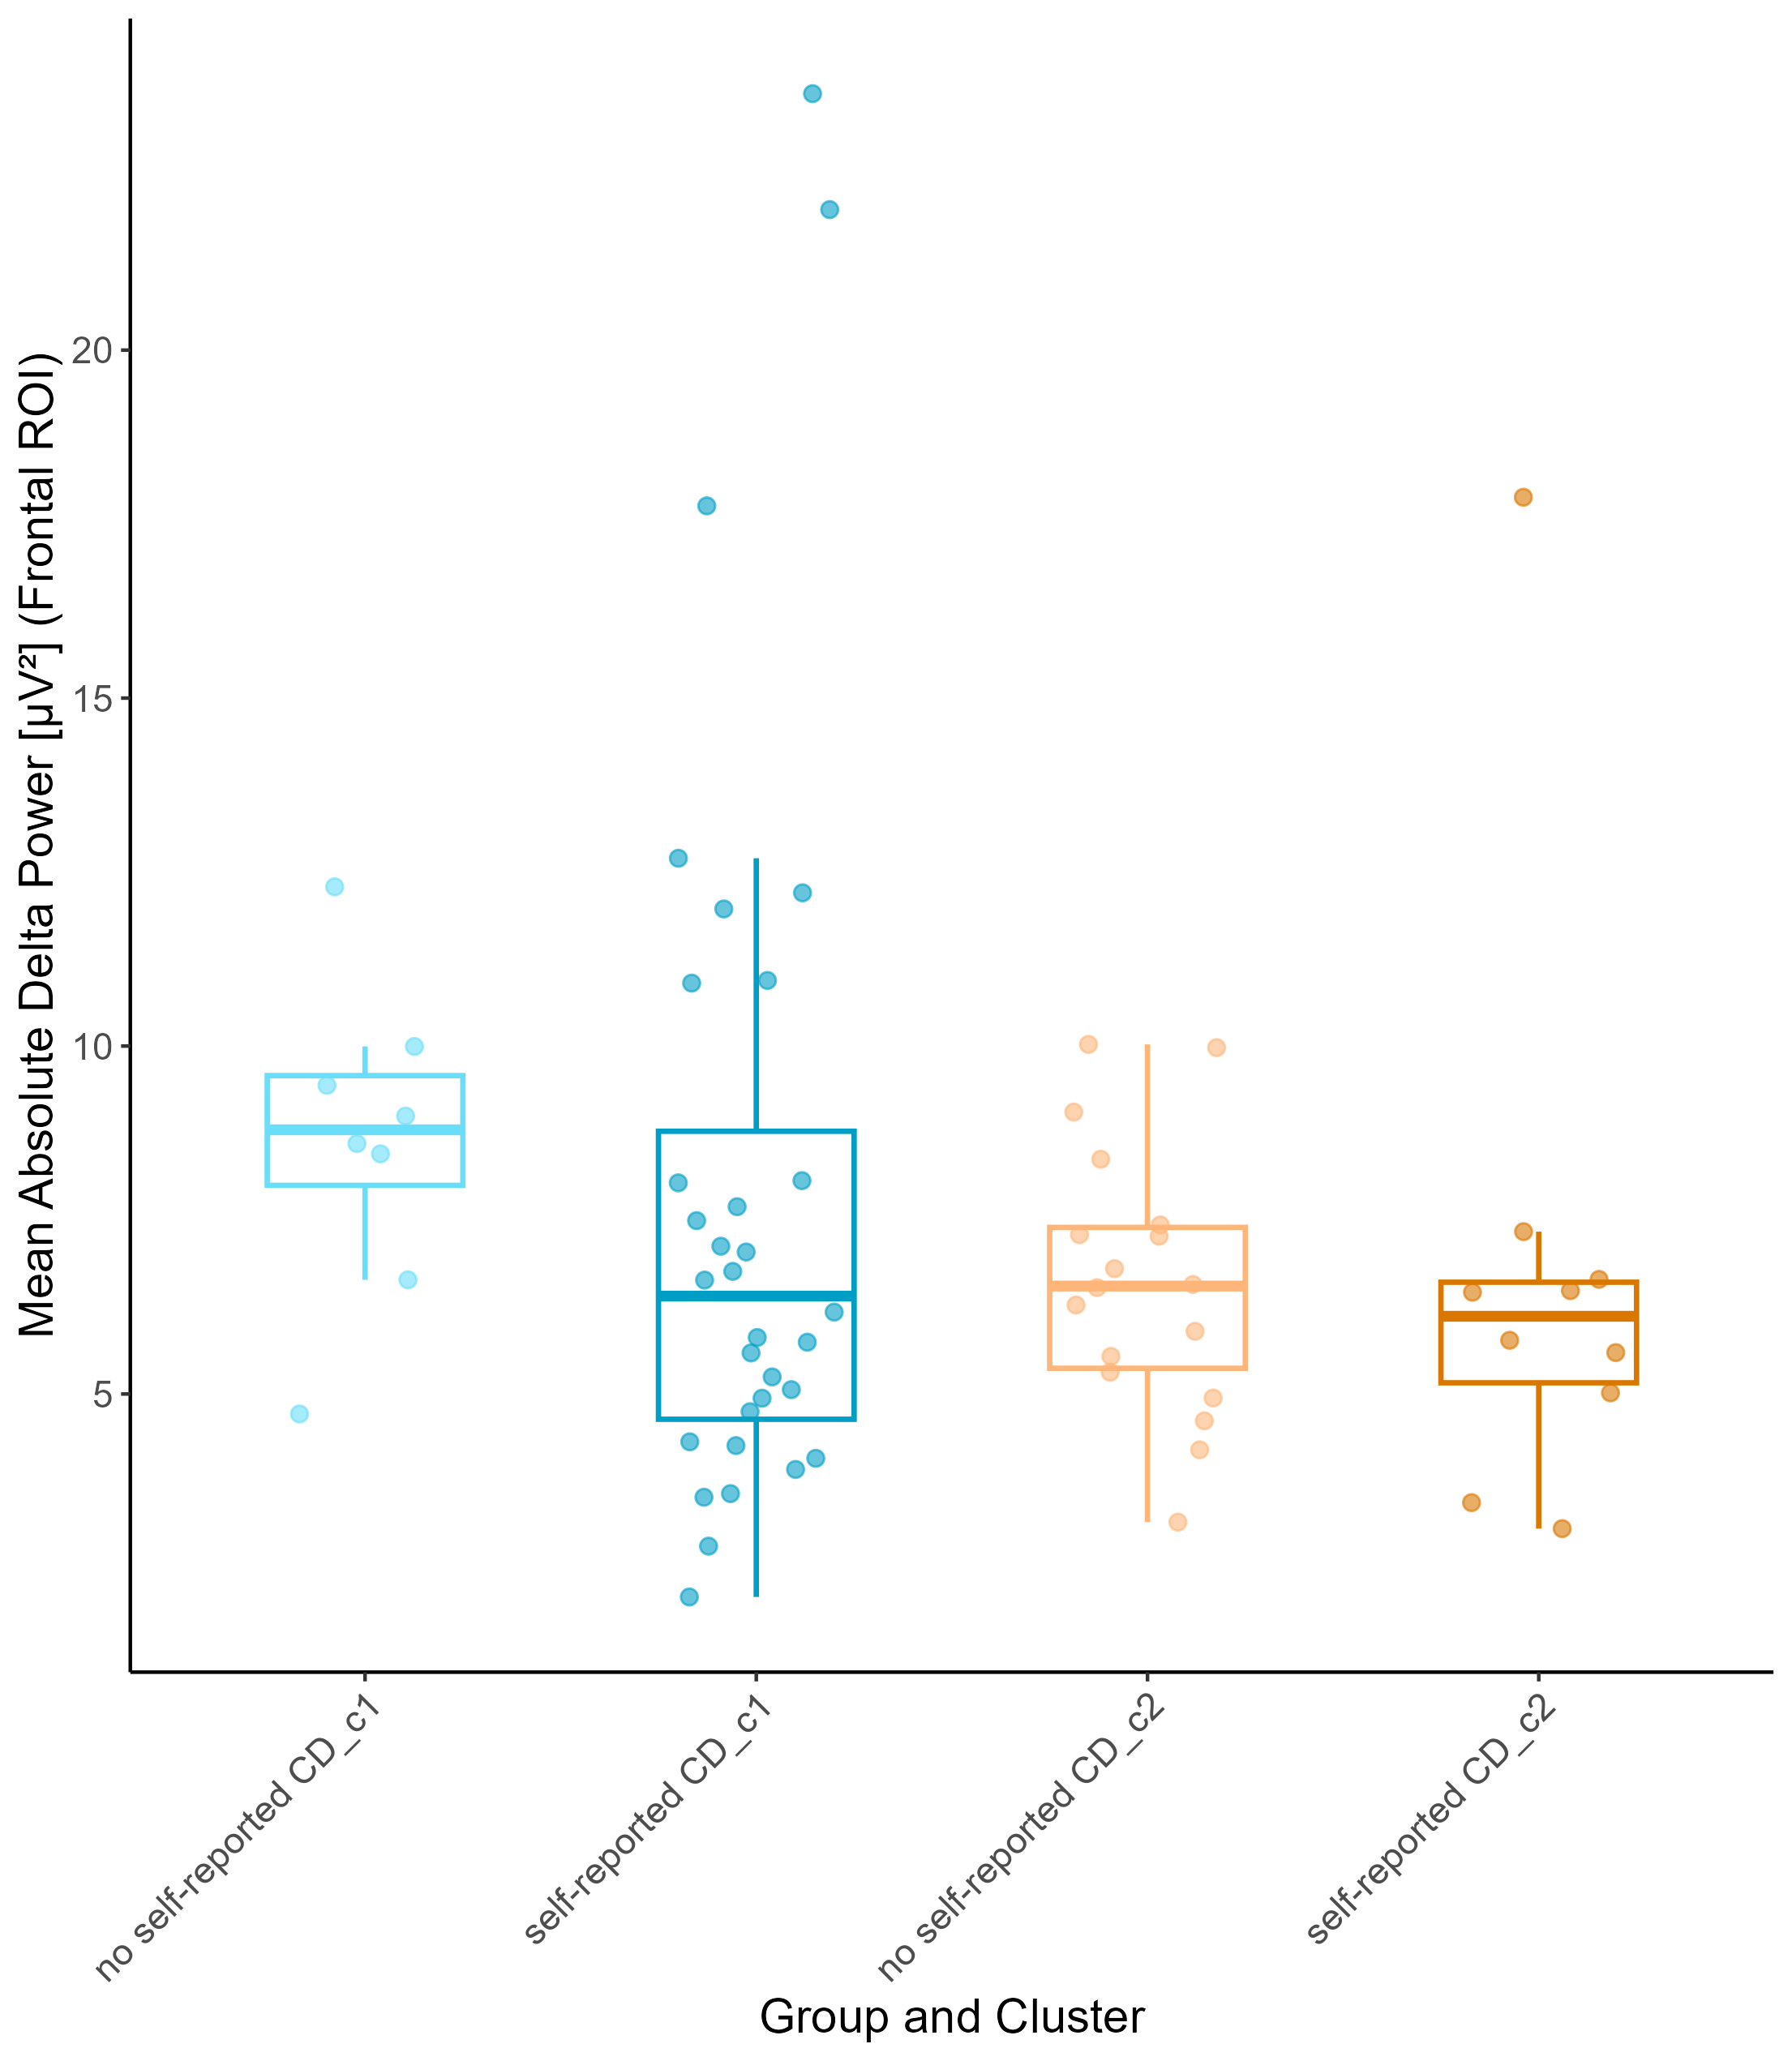 Mean Absolute Delta Power [µV²] (Frontal ROI)
20
15
10
5
no self-reported CD_c1
self-reported CD_c1
no self-reported CD_c2
self-reported CD_c2
Group and Cluster